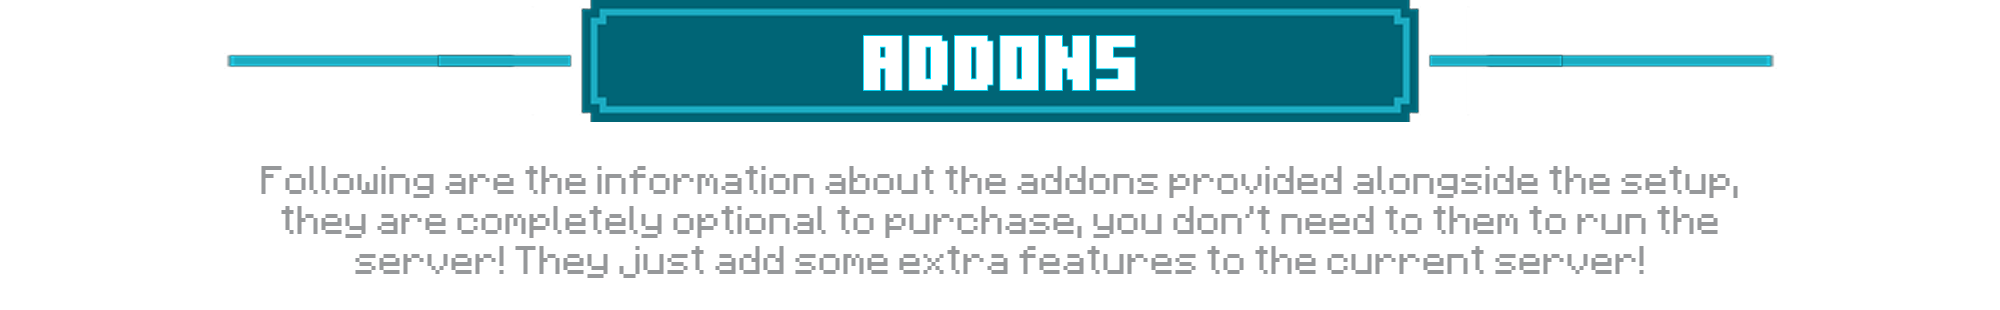 ADDONS
Following are the information about the addons provided alongside the setup,
they are completely optional to purchase, you don't need to them to run the
server! They just add some extra features to the current server!